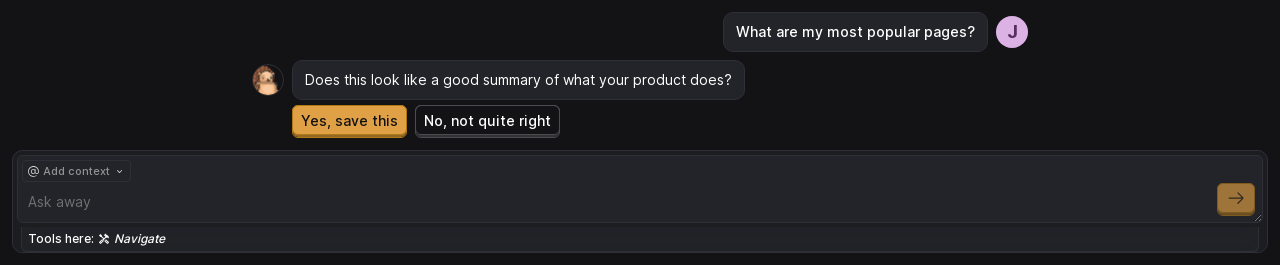 What are my most popular pages?
J
Does this look like a good summary of what your product does?
Yes, save this
No, not quite right
@ Add context
Ask away
Tools here: Navigate